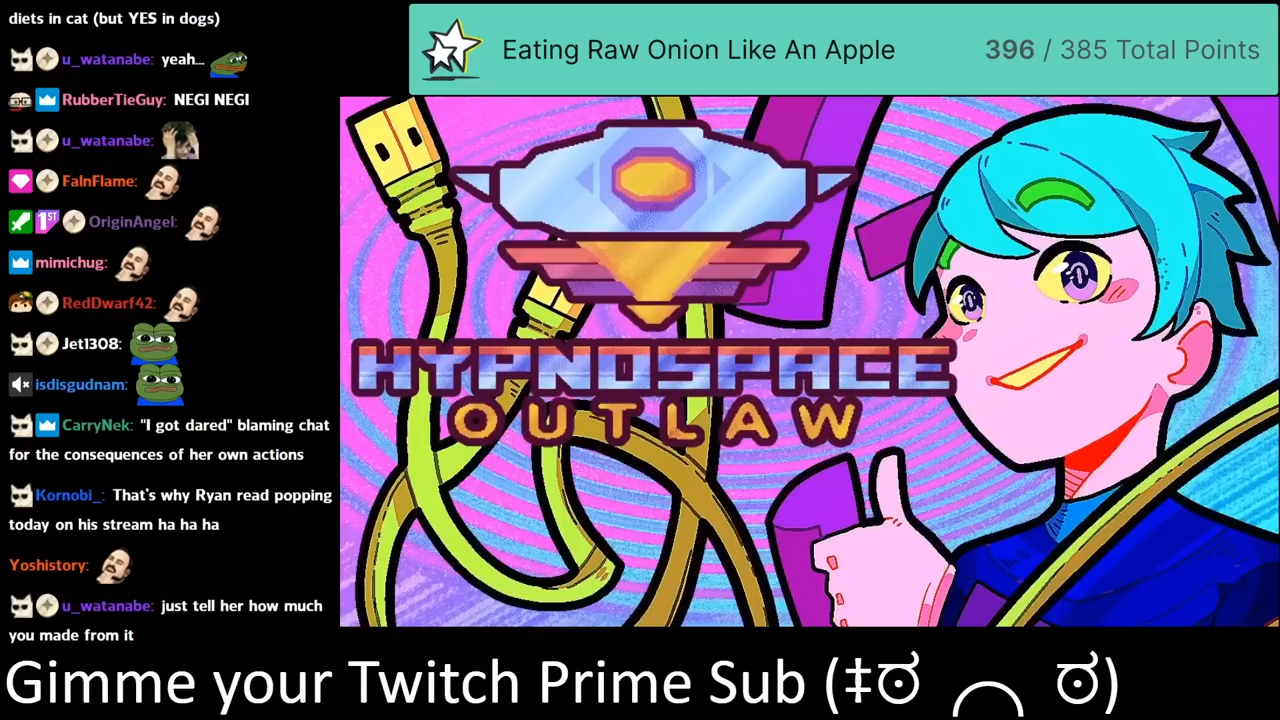 diets in cat (but YES in dogs)
u_watanabe: yeah...
RubberTieGuy: NEGI NEGI
u_watanabe:
FalnFlame:
1ST OriginAngel:
mimichug:
RedDwarf42:
Jet1308:
isdisgudnam:
CarryNek: "I got dared" blaming chat
for the consequences of her own actions
Kornobi_: That's why Ryan read popping
today on his stream ha ha ha
Yoshistory:
u_watanabe: just tell her how much
you made from it
Eating Raw Onion Like An Apple 396 / 385 Total Points
HYPNOSPACE
OUTLAW
Gimme your Twitch Prime Sub (‡ಠ╭╮ಠ)